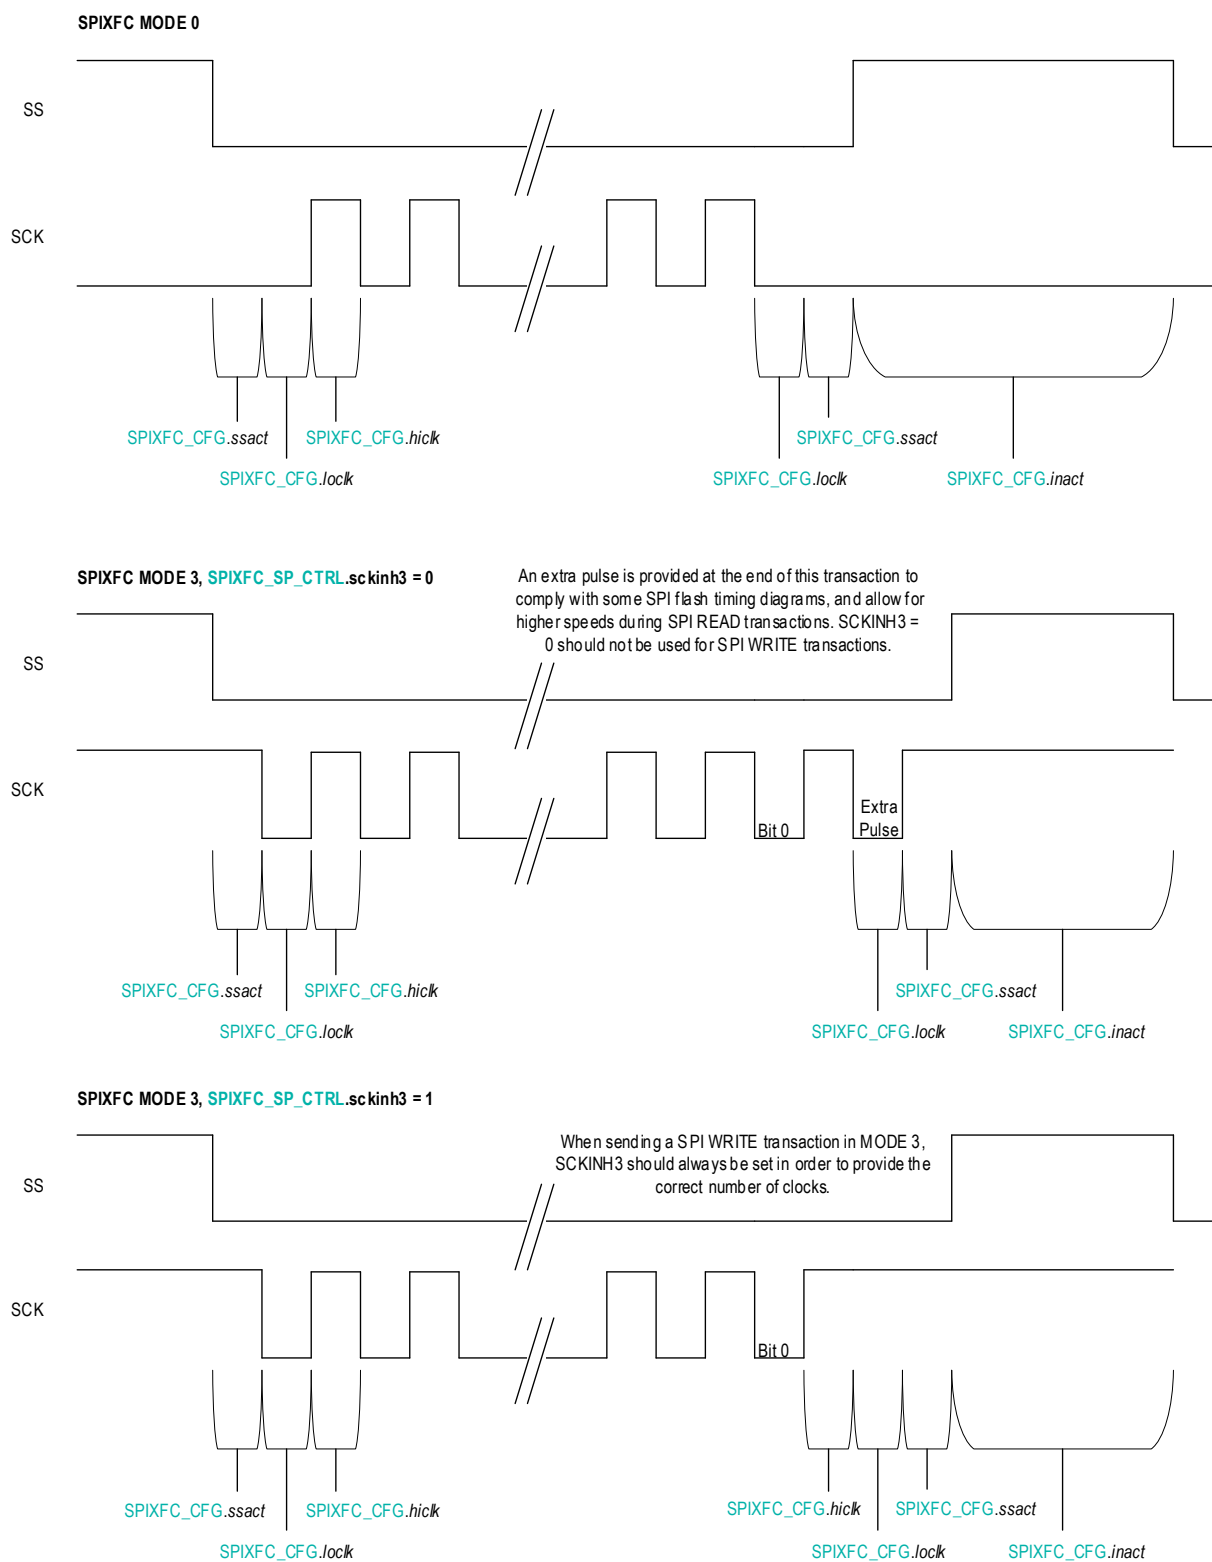 SPIXFC MODE 0
SS
SCK
SPIXFC_CFG.ssact SPIXFC_CFG.hiclk SPIXFC_CFG.ssact
SPIXFC_CFG.loclk SPIXFC_CFG.loclk SPIXFC_CFG.inact
SPIXFC MODE 3, SPIXFC_SP_CTRL.sckinh3 = 0
An extra pulse is provided at the end of this transaction to
comply with some SPI flash timing diagrams, and allow for
higher speeds during SPI READ transactions. SCKINH3 =
0 should not be used for SPI WRITE transactions.
SS
SCK
Extra
Bit 0 Pulse
SPIXFC_CFG.ssact SPIXFC_CFG.hiclk SPIXFC_CFG.ssact
SPIXFC_CFG.loclk SPIXFC_CFG.loclk SPIXFC_CFG.inact
SPIXFC MODE 3, SPIXFC_SP_CTRL.sckinh3 = 1
When sending a SPI WRITE transaction in MODE 3,
SCKINH3 should always be set in order to provide the
correct number of clocks.
SS
SCK
Bit 0
SPIXFC_CFG.ssact SPIXFC_CFG.hiclk SPIXFC_CFG.hiclk SPIXFC_CFG.ssact
SPIXFC_CFG.loclk SPIXFC_CFG.loclk SPIXFC_CFG.inact